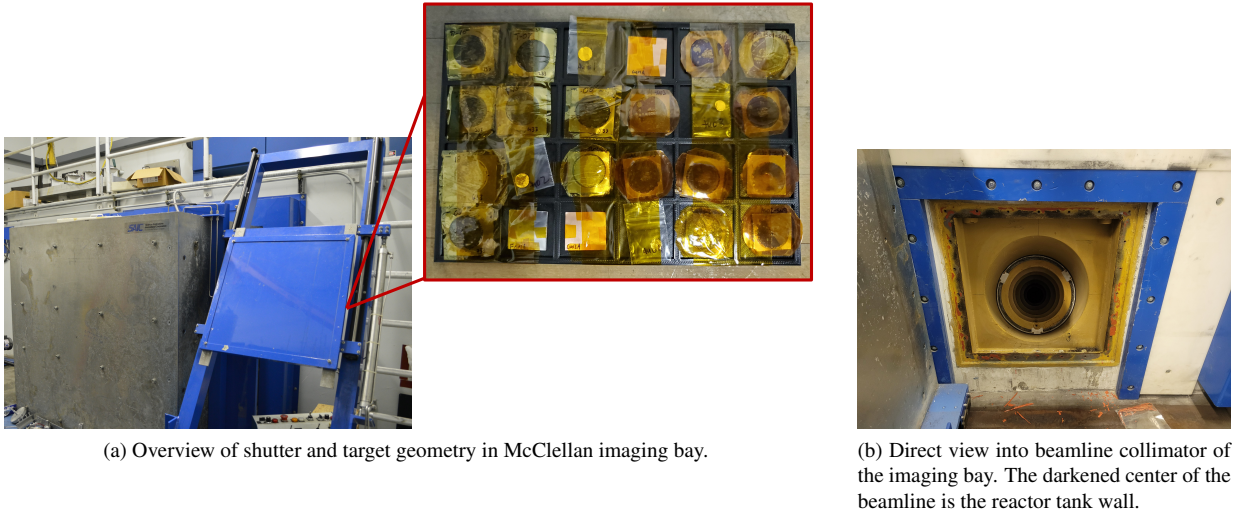 SAIC
(a) Overview of shutter and target geometry in McClellan imaging bay.
(b) Direct view into beamline collimator of
the imaging bay. The darkened center of the
beamline is the reactor tank wall.